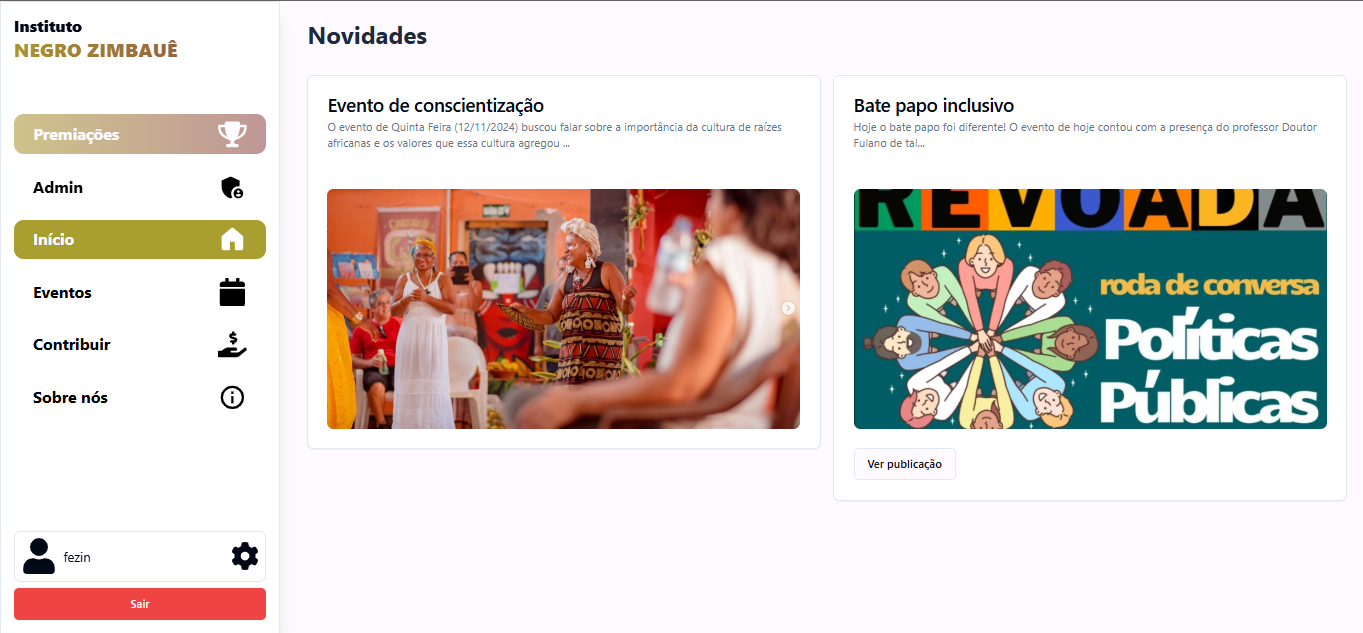 Instituto
NEGRO ZIMBAUÊ
Premiações
Admin
Início
Eventos
Contribuir
Sobre nós
fezin
Sair
Novidades
Evento de conscientização
O evento de Quinta Feira (12/11/2024) buscou falar sobre a importância da cultura de raízes
africanas e os valores que essa cultura agregou ...
Bate papo inclusivo
Hoje o bate papo foi diferente! O evento de hoje contou com a presença do professor Doutor
Fulano de tal...
REVOADA
roda de conversa
Políticas
Públicas
Ver publicação